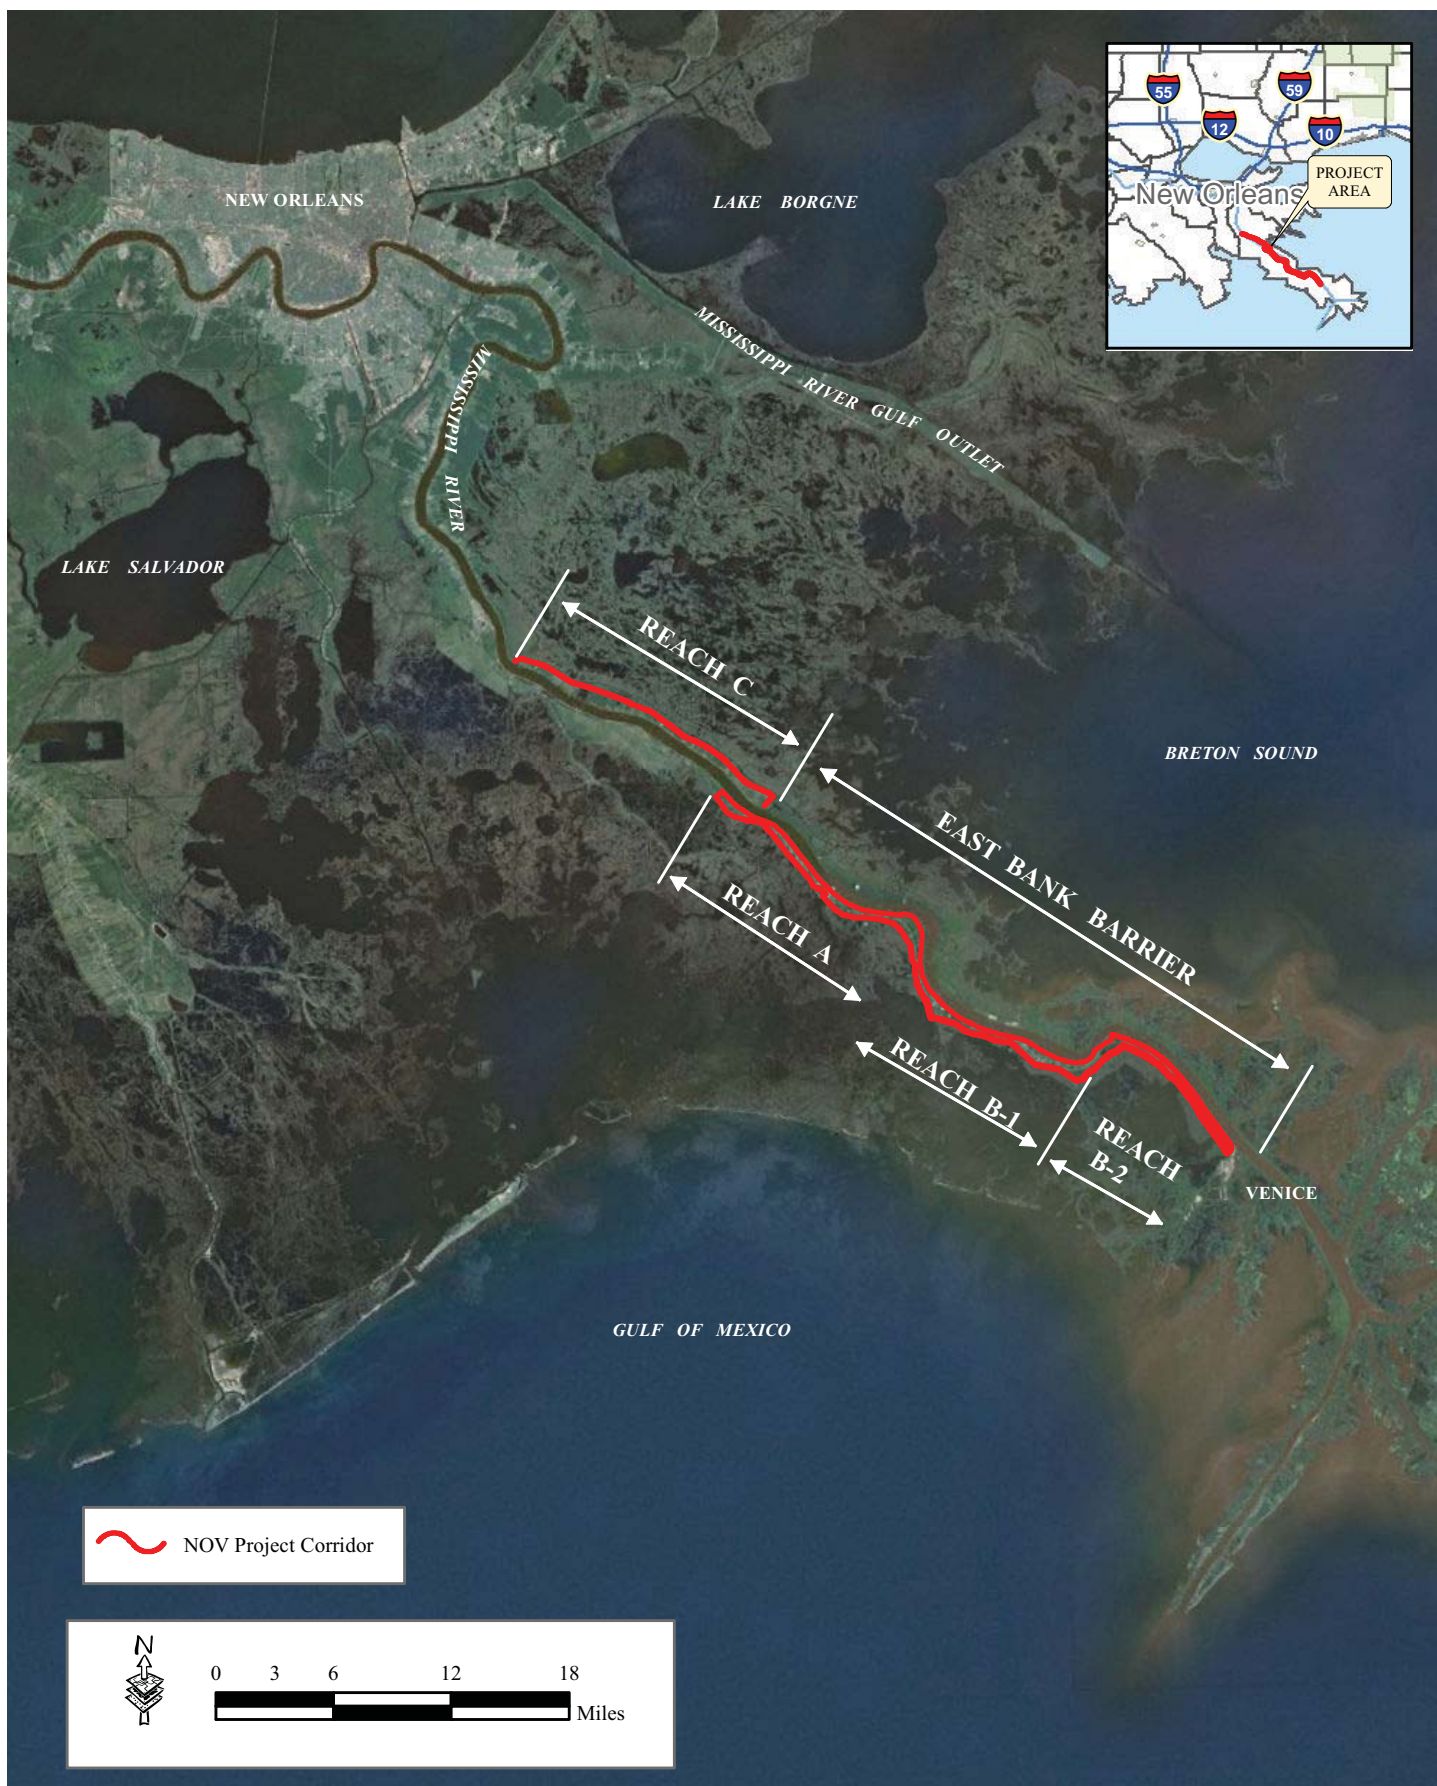 55
59
12
10
PROJECT
AREA
New Orleans
NEW ORLEANS
LAKE BORGNE
MISSISSIPPI RIVER GULF OUTLET
MISSISSIPPI RIVER
LAKE SALVADOR
REACH C
BRETON SOUND
EAST BANK BARRIER
REACH A
REACH B-1
REACH
B-2
VENICE
GULF OF MEXICO
NOV Project Corridor
N
0 3 6 12 18
Miles